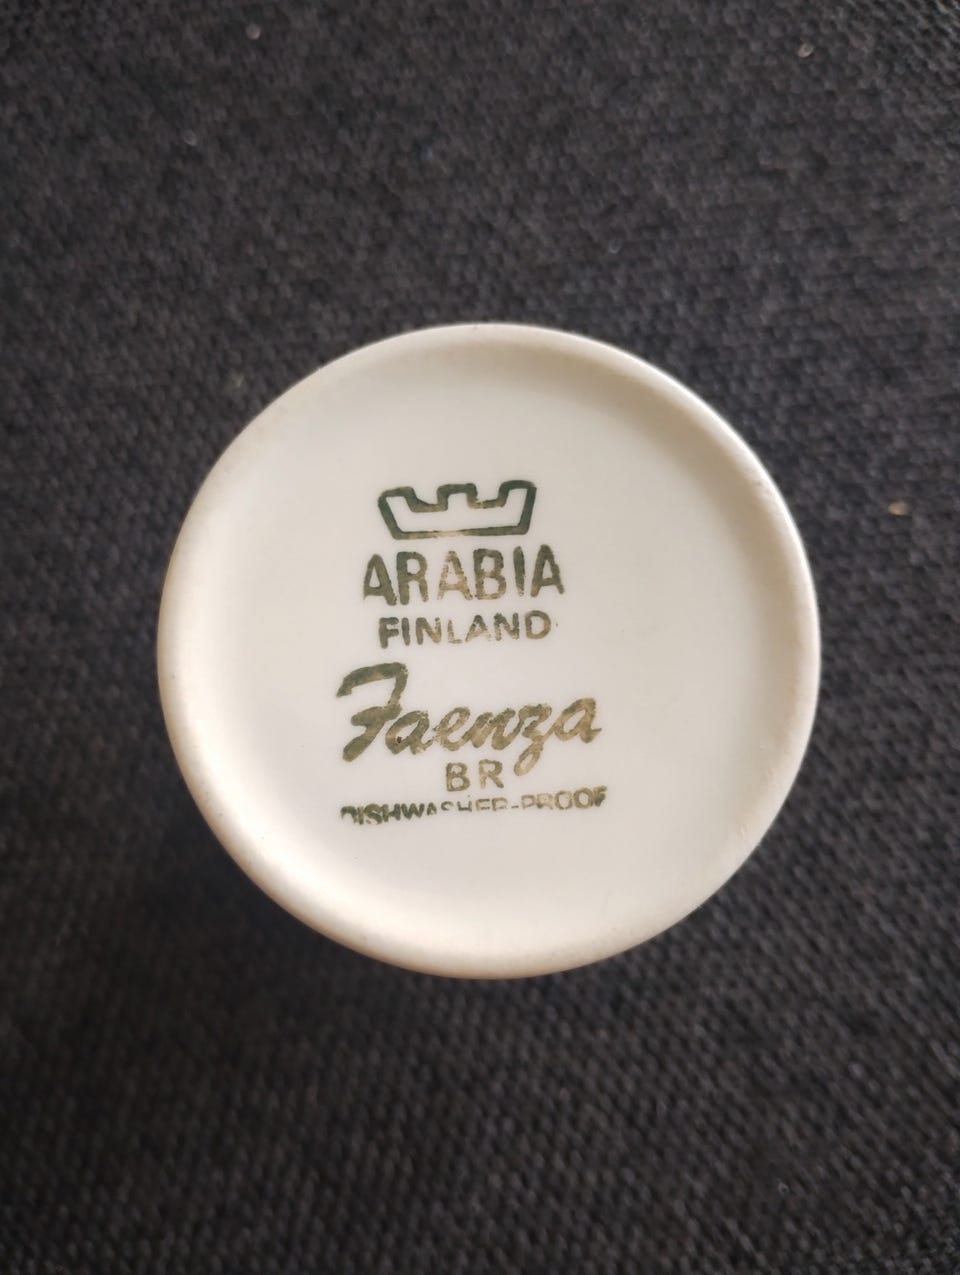 ARABIA
FINLAND
Faenza
BR
DISHWASHER-PROOF